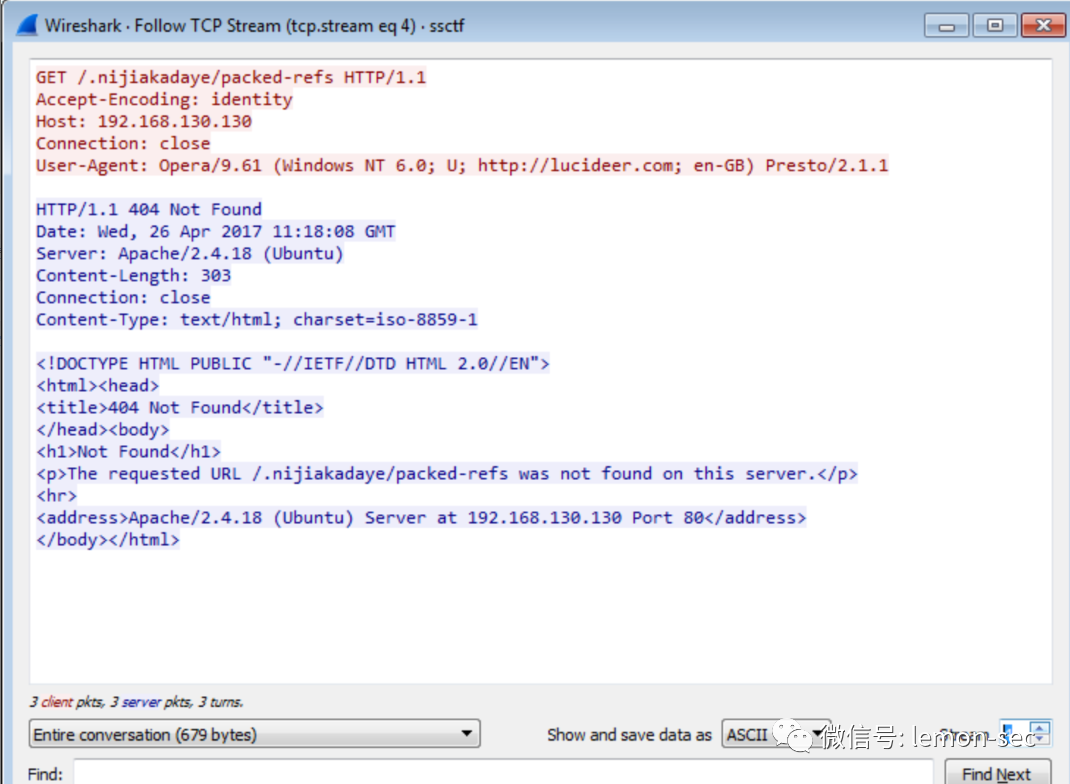 Wireshark · Follow TCP Stream (tcp.stream eq 4) · ssctf
GET /.nijiakadaye/packed-refs HTTP/1.1
Accept-Encoding: identity
Host: 192.168.130.130
Connection: close
User-Agent: Opera/9.61 (Windows NT 6.0; U; http://lucideer.com; en-GB) Presto/2.1.1
HTTP/1.1 404 Not Found
Date: Wed, 26 Apr 2017 11:18:08 GMT
Server: Apache/2.4.18 (Ubuntu)
Content-Length: 303
Connection: close
Content-Type: text/html; charset=iso-8859-1
<!DOCTYPE HTML PUBLIC "-//IETF//DTD HTML 2.0//EN">
<html><head>
<title>404 Not Found</title>
</head><body>
<h1>Not Found</h1>
<p>The requested URL /.nijiakadaye/packed-refs was not found on this server.</p>
<hr>
<address>Apache/2.4.18 (Ubuntu) Server at 192.168.130.130 Port 80</address>
</body></html>
3 client pkts, 3 server pkts, 3 turns.
Entire conversation (679 bytes)
Show and save data as
ASCII
Stream
微信号: lemon-sec
Find:
Find Next